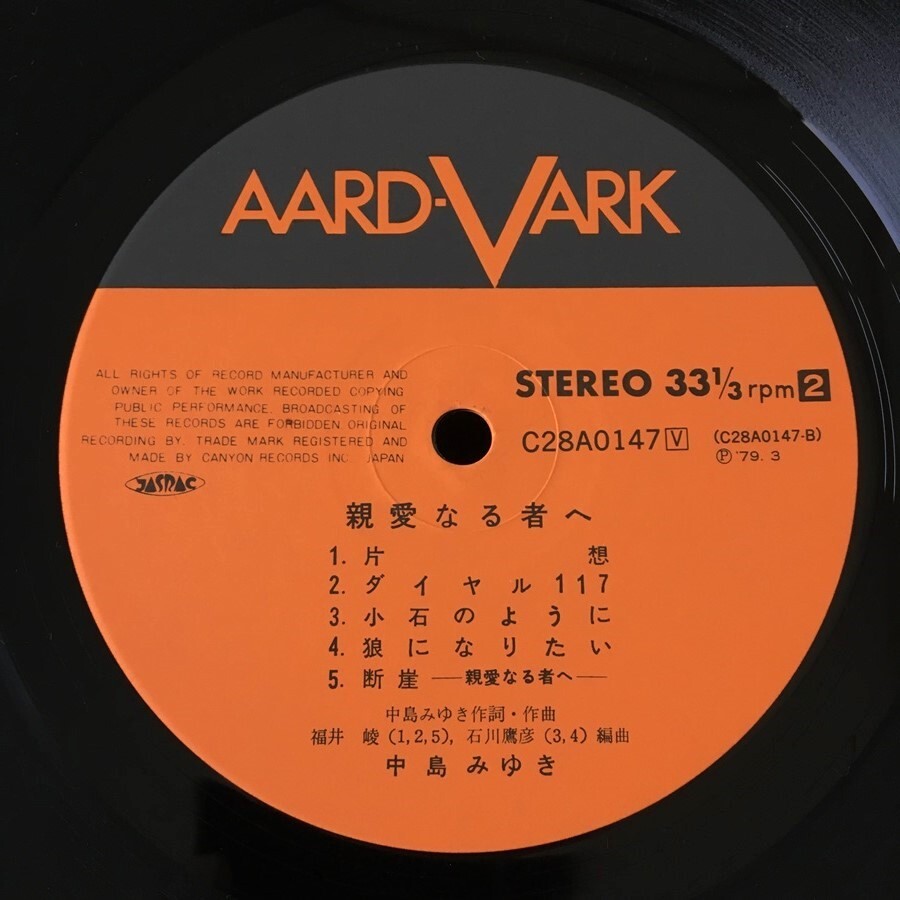 AARD-VARK
ALL RIGHTS OF RECORD MANUFACTURER AND
OWNER OF THE WORK RECORDED COPYING
PUBLIC PERFORMANCE. BROADCASTING OF
THESE RECORDS ARE FORBIDDEN ORIGINAL
RECORDING BY. TRADE MARK REGISTERED AND
MADE BY CANYON RECORDS INC. JAPAN
JASRAC
STEREO 33⅓ rpm 2
C28A0147 V (C28A0147-B)
Ⓟ '79. 3
親愛なる者へ
1. 片想
2. ダイヤル117
3. 小石のように
4. 狼になりたい
5. 断崖 ―親愛なる者へ―
中島みゆき作詞・作曲
福井 峻 (1,2,5), 石川鷹彦 (3,4) 編曲
中島みゆき